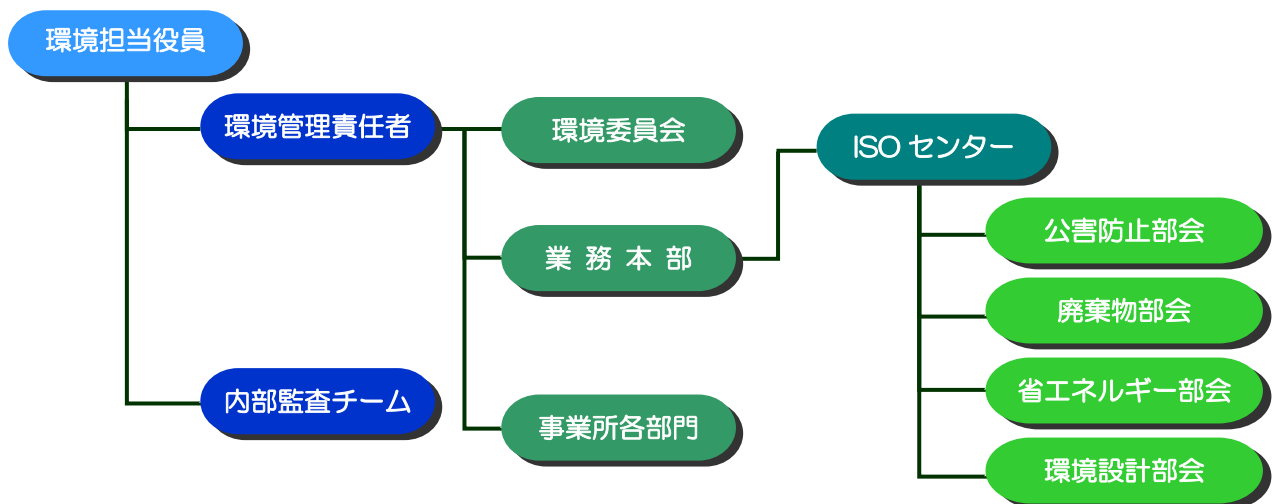 環境担当役員
環境管理責任者
環境委員会
ISO センター
公害防止部会
業 務 本 部
廃棄物部会
省エネルギー部会
内部監査チーム
事業所各部門
環境設計部会